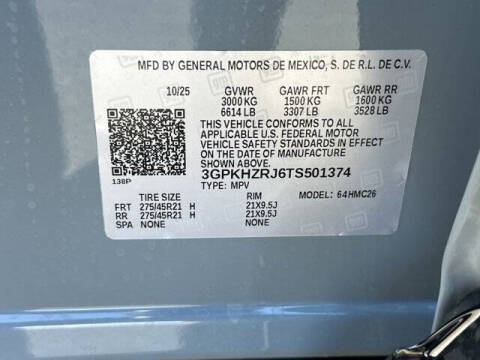 MFD BY GENERAL MOTORS DE MEXICO, S. DE R.L. DE C.V.
10/25 GVWR GAWR FRT GAWR RR
3000 KG 1500 KG 1600 KG
6614 LB 3307 LB 3528 LB
THIS VEHICLE CONFORMS TO ALL
APPLICABLE U.S. FEDERAL MOTOR
VEHICLE SAFETY STANDARDS IN EFFECT
ON THE DATE OF MANUFACTURE
SHOWN ABOVE.
3GPKHZRJ6TS501374
138P TYPE: MPV
TIRE SIZE RIM MODEL: 64HMC26
FRT 275/45R21 H 21X9.5J
RR 275/45R21 H 21X9.5J
SPA NONE NONE